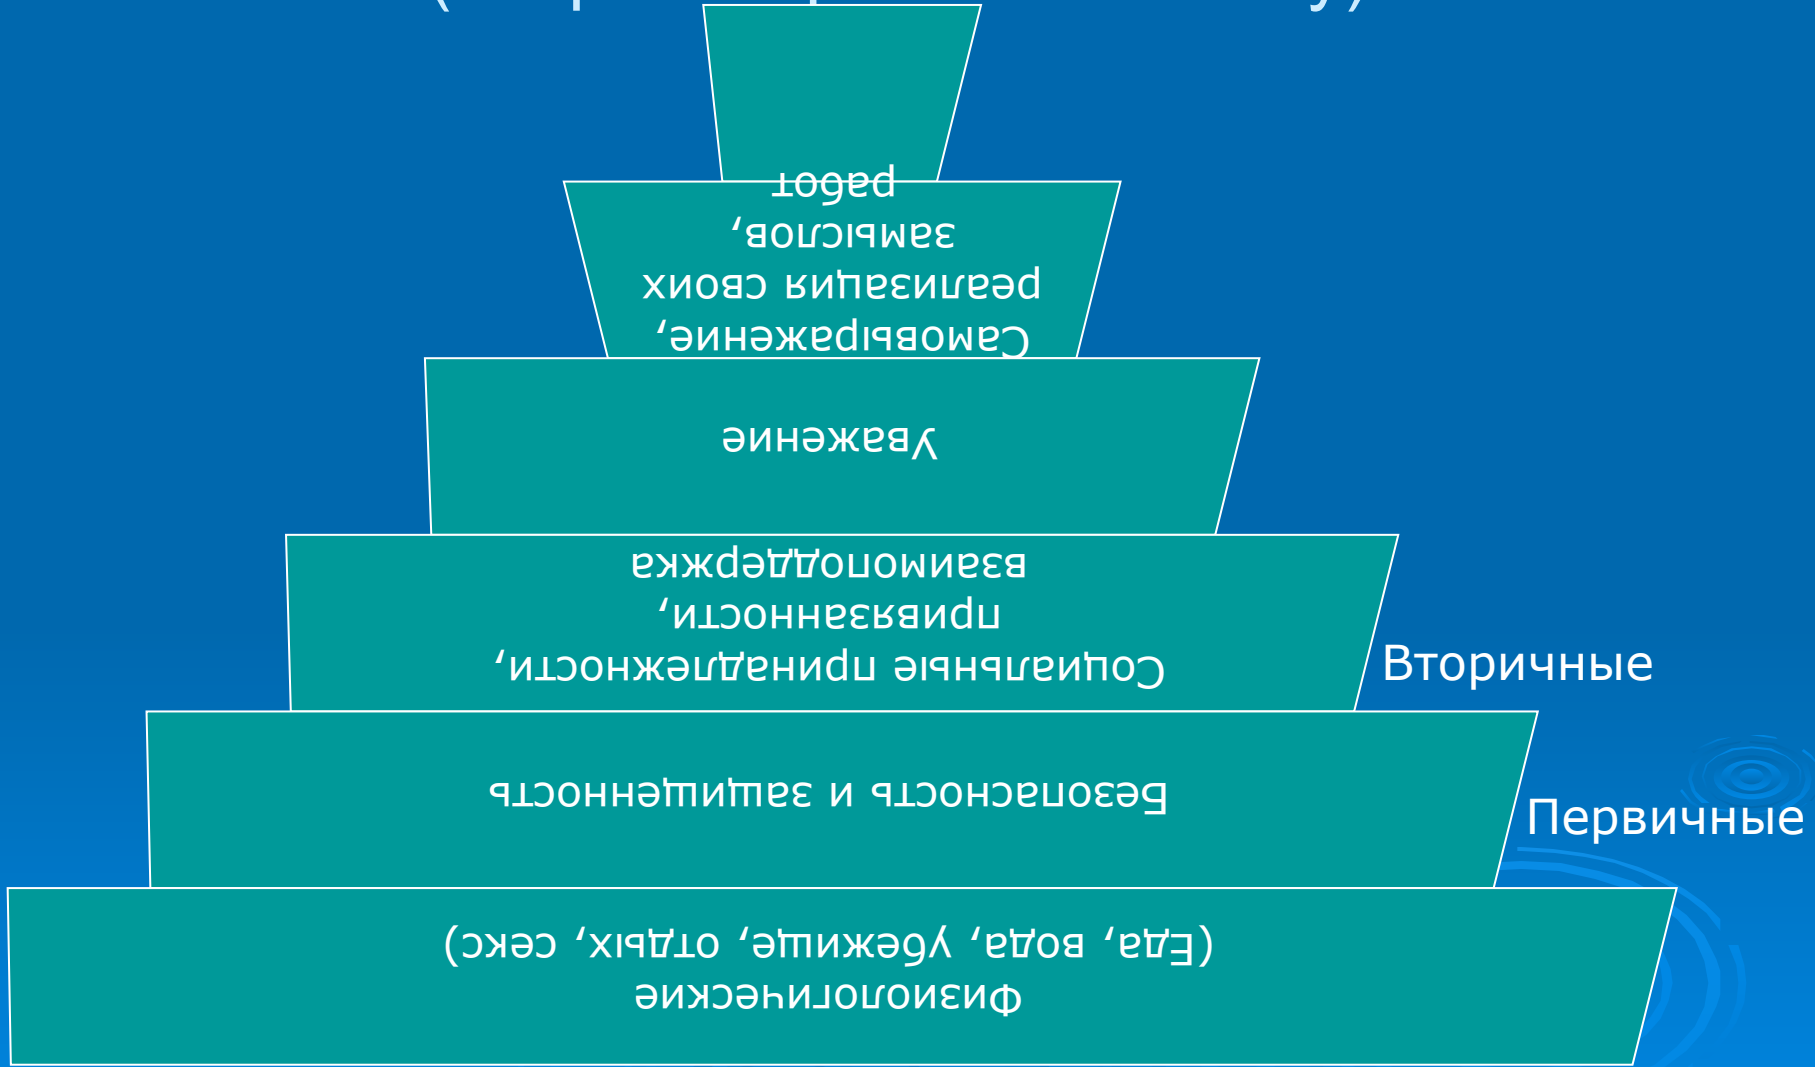 Самовыражение,
реализация своих
замыслов,
работ
Уважение
Социальные принадлежности,
привязанности,
взаимоподдержка
Вторичные
Безопасность и защищенность
Первичные
Физиологические
(Еда, вода, убежище, отдых, секс)